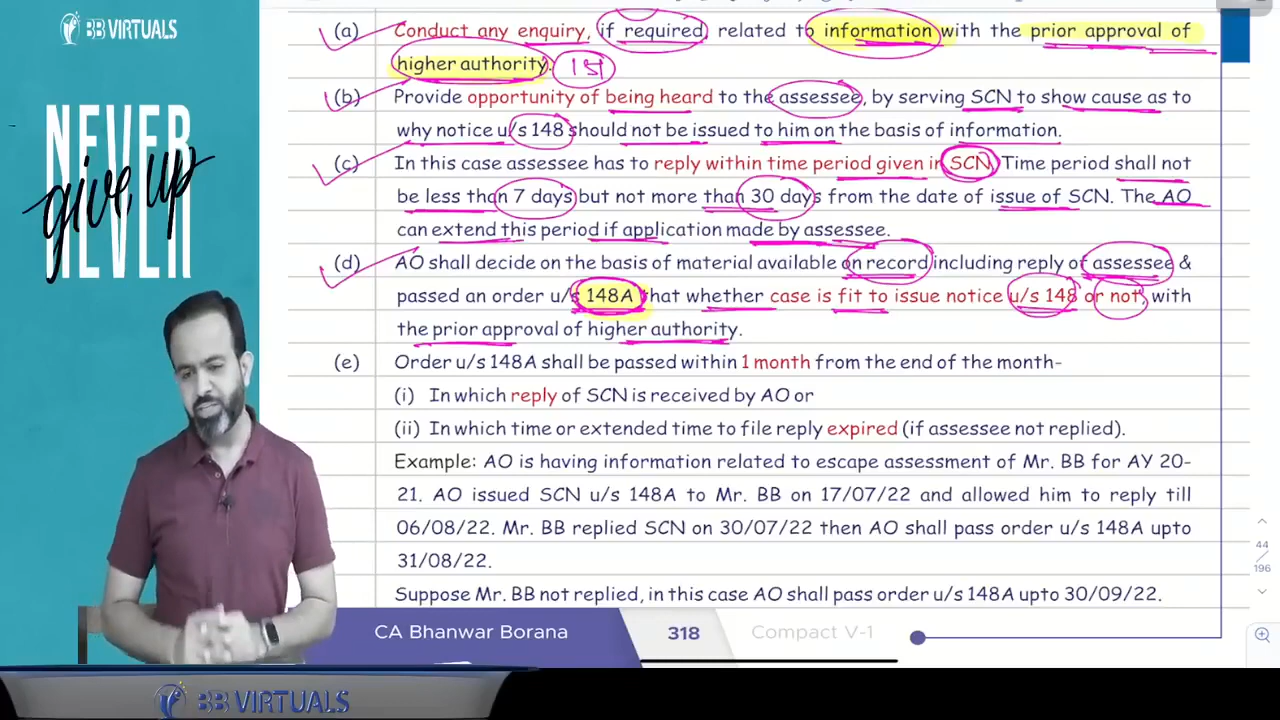 BB VIRTUALS
NEVER
give up
NEVER
(a) Conduct any enquiry, if required, related to information with the prior approval of
higher authority. 1st
(b) Provide opportunity of being heard to the assessee, by serving SCN to show cause as to
why notice u/s 148 should not be issued to him on the basis of information.
(c) In this case assessee has to reply within time period given in SCN. Time period shall not
be less than 7 days but not more than 30 days from the date of issue of SCN. The AO
can extend this period if application made by assessee.
(d) AO shall decide on the basis of material available on record including reply of assessee &
passed an order u/s 148A that whether case is fit to issue notice u/s 148 or not, with
the prior approval of higher authority.
(e) Order u/s 148A shall be passed within 1 month from the end of the month-
(i) In which reply of SCN is received by AO or
(ii) In which time or extended time to file reply expired (if assessee not replied).
Example: AO is having information related to escape assessment of Mr. BB for AY 20-
21. AO issued SCN u/s 148A to Mr. BB on 17/07/22 and allowed him to reply till
06/08/22. Mr. BB replied SCN on 30/07/22 then AO shall pass order u/s 148A upto
31/08/22.
Suppose Mr. BB not replied, in this case AO shall pass order u/s 148A upto 30/09/22.
44
196
CA Bhanwar Borana 318 Compact V-1
BB VIRTUALS